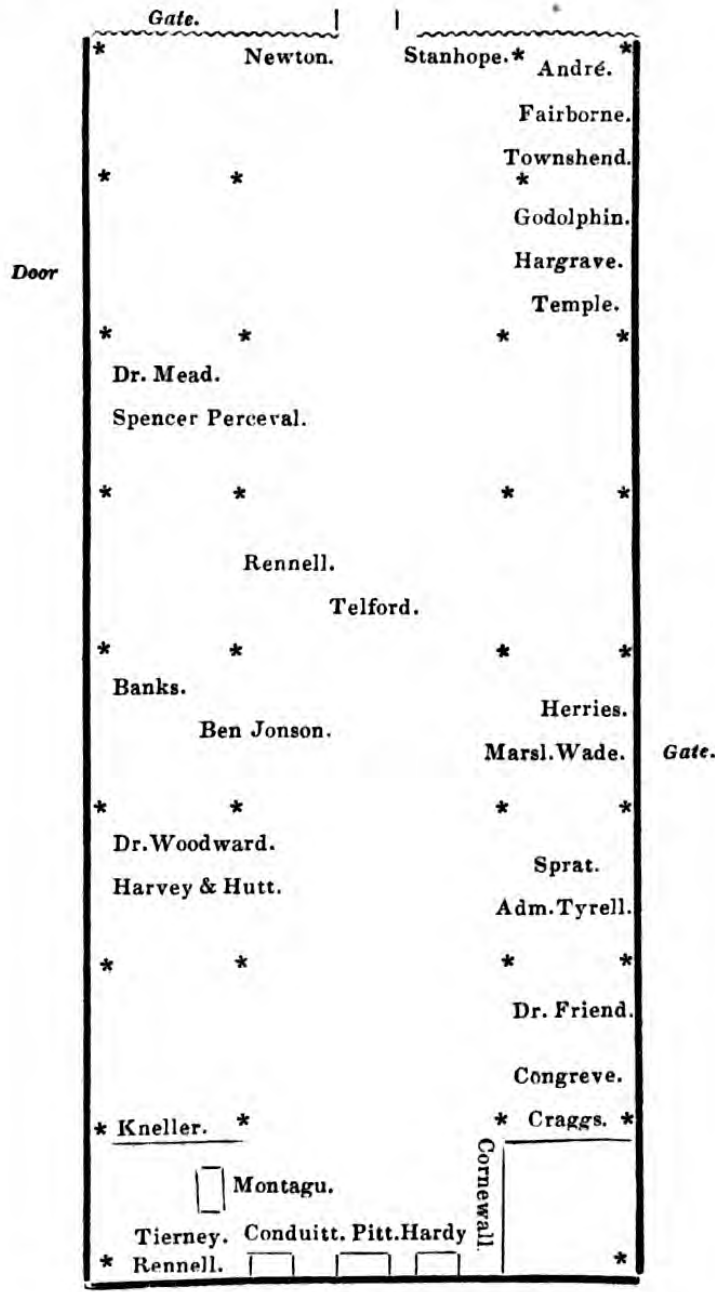 Gate.
Newton. Stanhope.* André.
Fairborne.
Townshend.
Godolphin.
Door
Hargrave.
Temple.
Dr. Mead.
Spencer Perceval.
Rennell.
Telford.
Banks.
Herries.
Ben Jonson.
Marsl. Wade. Gate.
Dr. Woodward.
Sprat.
Harvey & Hutt.
Adm. Tyrell.
Dr. Friend.
Congreve.
* Kneller. * * Craggs. *
Cornewall
Montagu.
Tierney. Conduitt. Pitt. Hardy
* Rennell. *